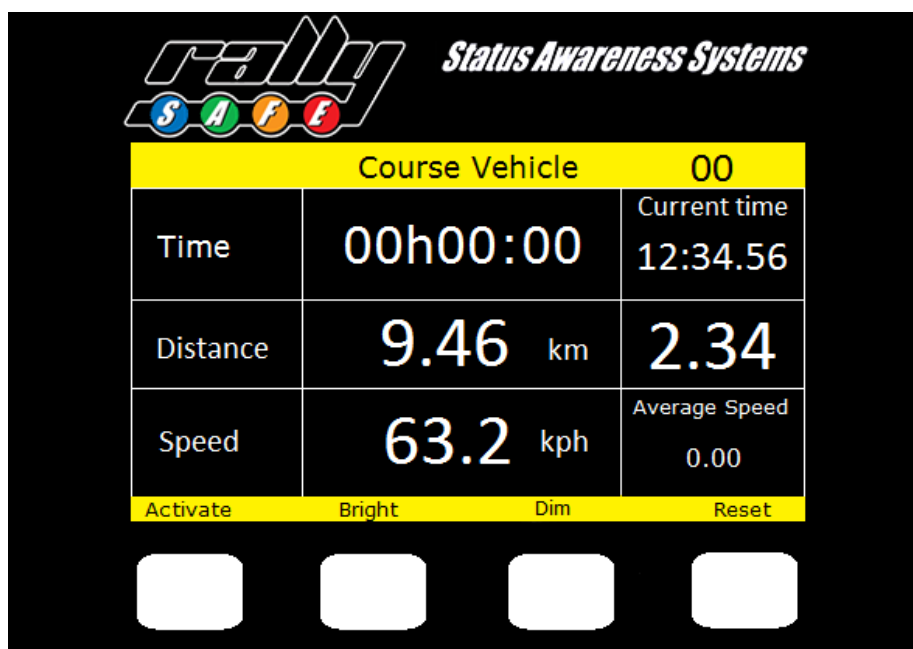 rally
Status Awareness Systems
S A F E
Course Vehicle 00
Time 00h00:00 Current time 12:34.56
Distance 9.46 km 2.34
Speed 63.2 kph Average Speed 0.00
Activate Bright Dim Reset